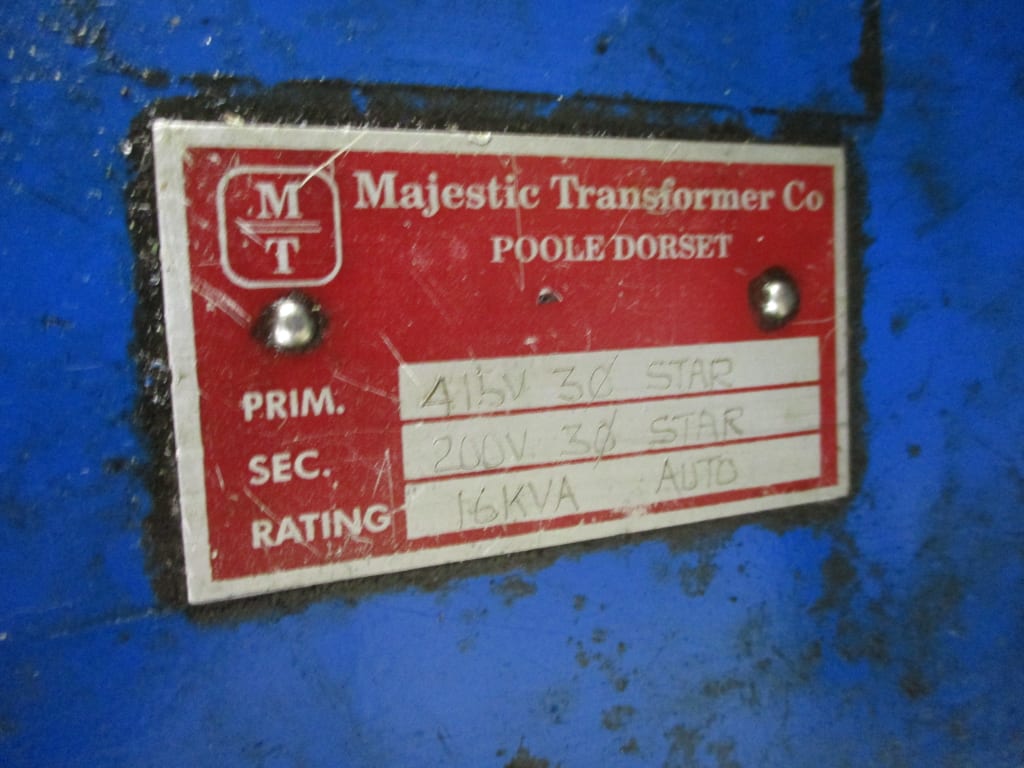 M
T
Majestic Transformer Co
POOLE DORSET
PRIM. 415V 3Ø STAR
SEC. 200V 3Ø STAR
RATING 16KVA AUTO